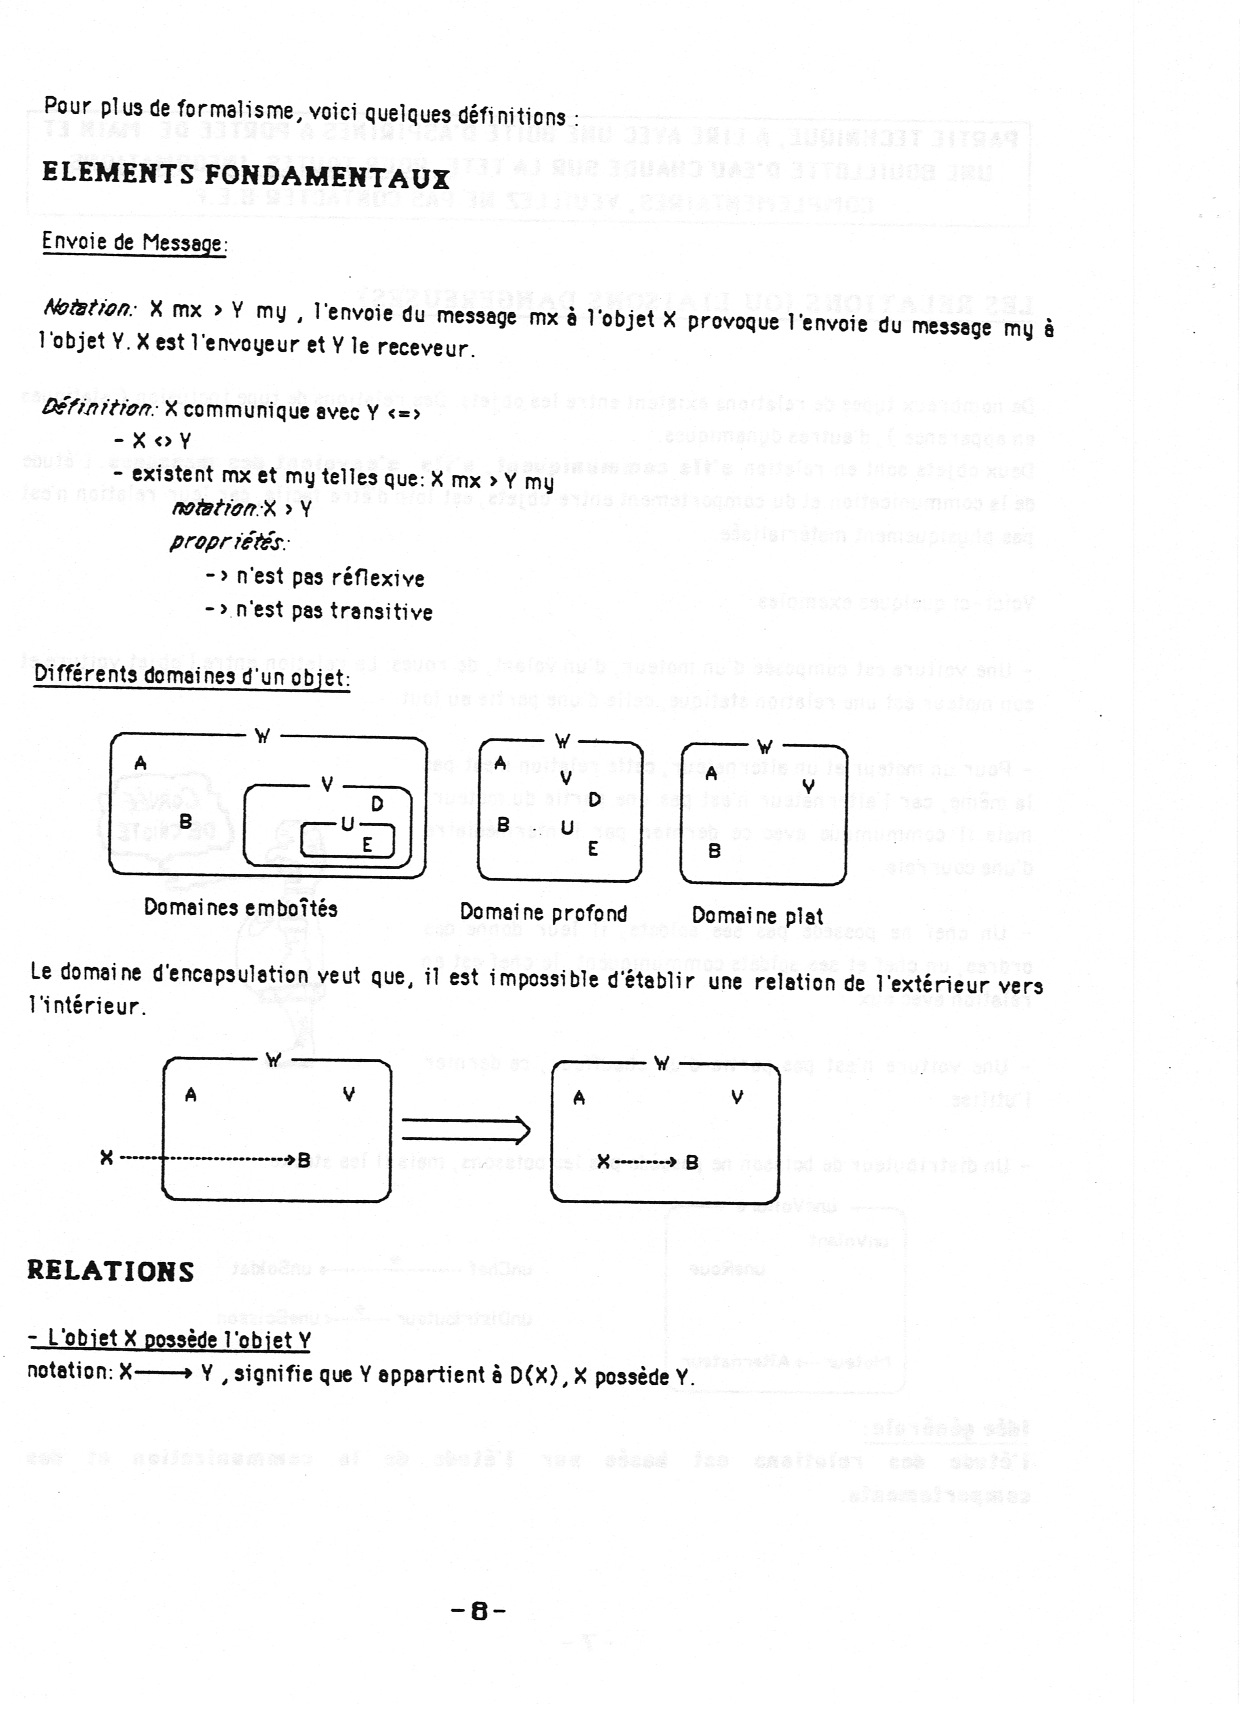 Pour plus de formalisme, voici quelques définitions :
ELEMENTS FONDAMENTAUX
Envoie de Message:
Notation: X mx > Y my , l'envoie du message mx à l'objet X provoque l'envoie du message my à
l'objet Y. X est l'envoyeur et Y le receveur.
Définition: X communique avec Y <=>
- X <> Y
- existent mx et my telles que: X mx > Y my
notation: X > Y
propriétés:
-> n'est pas réflexive
-> n'est pas transitive
Différents domaines d'un objet:
W
A
V
D
B
U
E
Domaines emboîtés
W
A
V
D
B
U
E
Domaine profond
W
A
V
B
Domaine plat
Le domaine d'encapsulation veut que, il est impossible d'établir une relation de l'extérieur vers
l'intérieur.
W
A V
X B
W
A V
X B
RELATIONS
- L'objet X possède l'objet Y
notation: X Y , signifie que Y appartient à D(X), X possède Y.
-8-